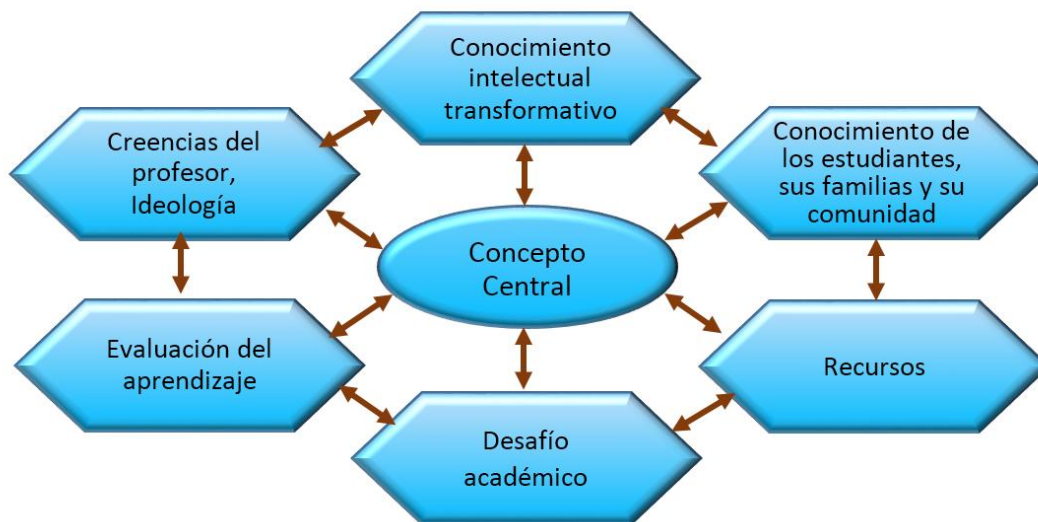 Conocimiento
intelectual
transformativo
Creencias del
profesor,
Ideología
Conocimiento de
los estudiantes,
sus familias y su
comunidad
Concepto
Central
Evaluación del
aprendizaje
Recursos
Desafío
académico